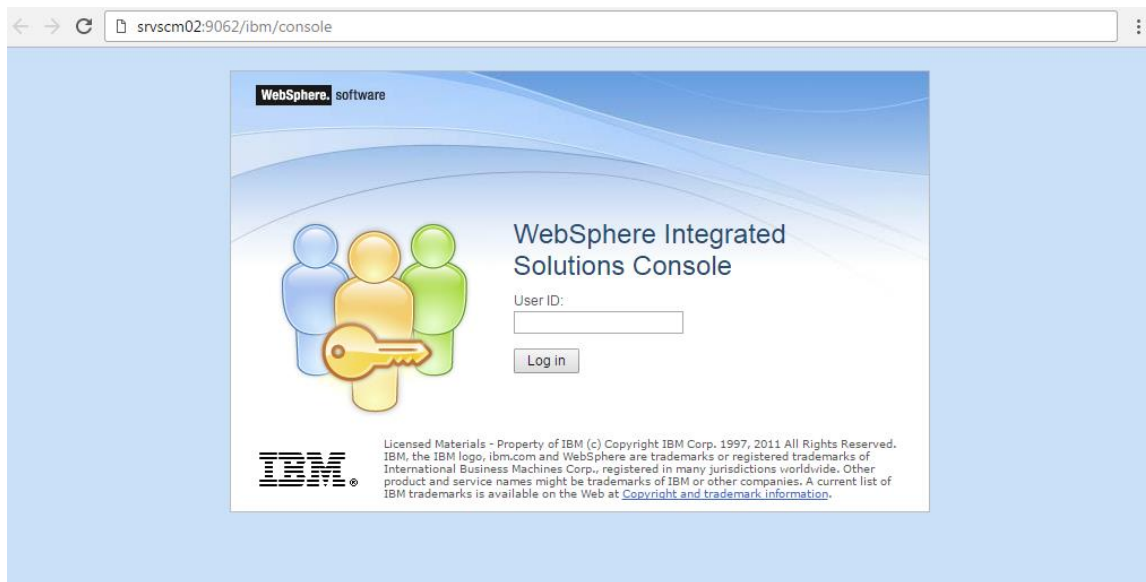 srvscm02:9062/ibm/console
WebSphere. software
WebSphere Integrated
Solutions Console
User ID:
Log in
Licensed Materials - Property of IBM (c) Copyright IBM Corp. 1997, 2011 All Rights Reserved.
IBM, the IBM logo, ibm.com and WebSphere are trademarks or registered trademarks of
International Business Machines Corp., registered in many jurisdictions worldwide. Other
product and service names might be trademarks of IBM or other companies. A current list of
IBM trademarks is available on the Web at Copyright and trademark information.
IBM®